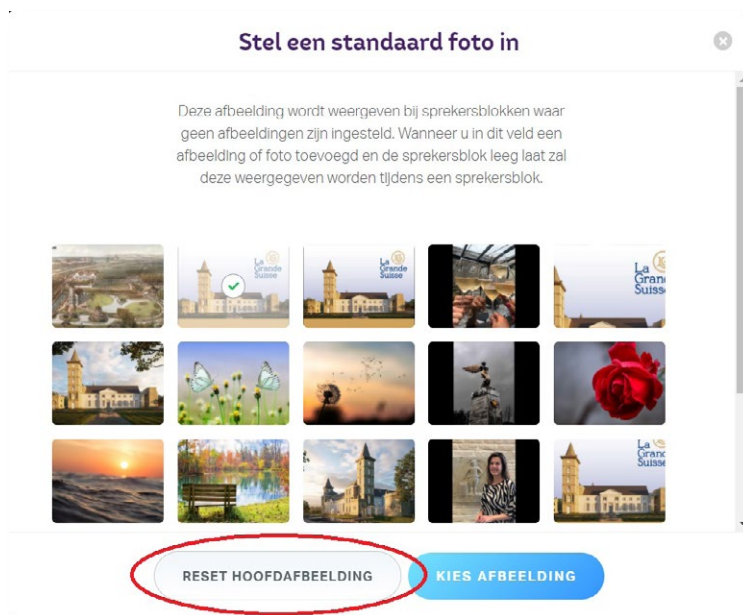 Stel een standaard foto in
Deze afbeelding wordt weergeven bij sprekersblokken waar
geen afbeeldingen zijn ingesteld. Wanneer u in dit veld een
afbeelding of foto toevoegd en de sprekersblok leeg laat zal
deze weergegeven worden tijdens een sprekersblok.
La
Grande
Suisse
La
Grande
Suisse
La
Gran
Suiss
La
Grand
Suisse
RESET HOOFDAFBEELDING
KIES AFBEELDING